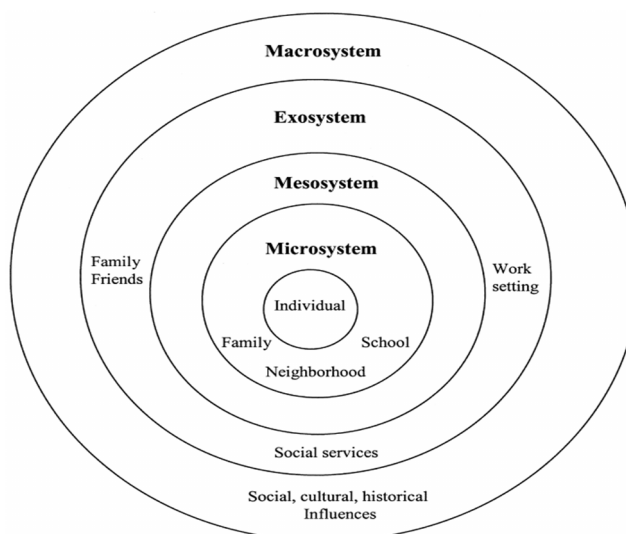 Macrosystem
Exosystem
Mesosystem
Microsystem
Family
Friends
Work
setting
Individual
Family
School
Neighborhood
Social services
Social, cultural, historical
Influences